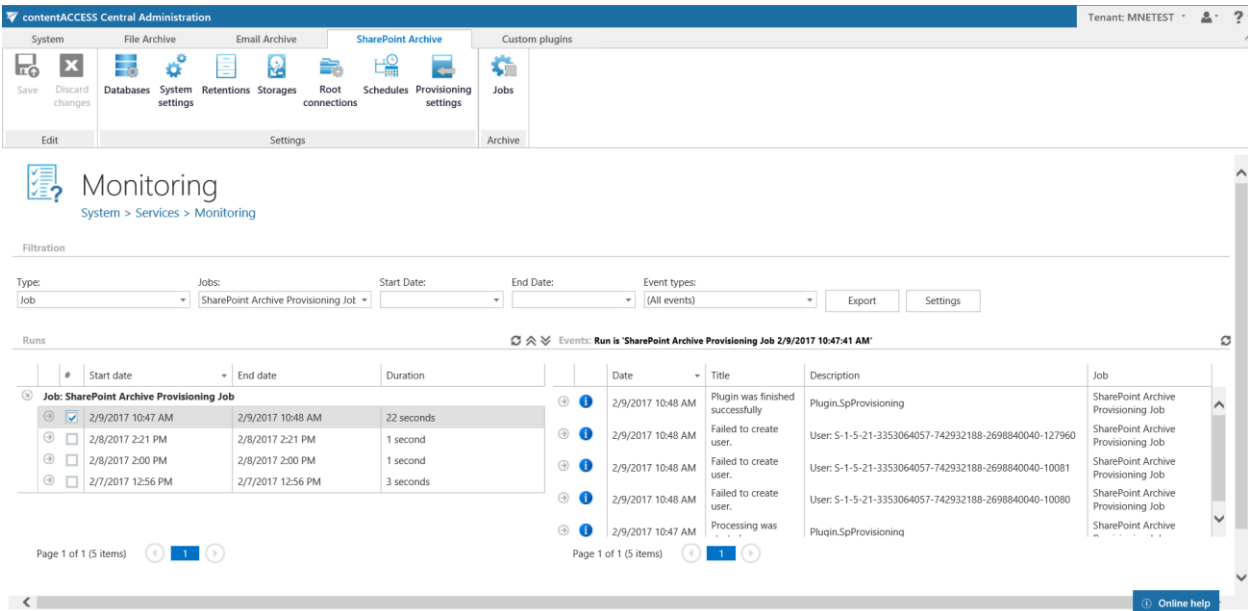 contentACCESS Central Administration
Tenant: MNETEST
?
System
File Archive
Email Archive
SharePoint Archive
Custom plugins
Save
Discard
changes
Databases
System
settings
Retentions
Storages
Root
connections
Schedules
Provisioning
settings
Jobs
Edit
Settings
Archive
Monitoring
System > Services > Monitoring
Filtration
Type:
Jobs:
Start Date:
End Date:
Event types:
Job
SharePoint Archive Provisioning Jol
(All events)
Export
Settings
Runs
Events: Run is 'SharePoint Archive Provisioning Job 2/9/2017 10:47:41 AM'
# Start date End date Duration
Job: SharePoint Archive Provisioning Job
2/9/2017 10:47 AM 2/9/2017 10:48 AM 22 seconds
2/8/2017 2:21 PM 2/8/2017 2:21 PM 1 second
2/8/2017 2:00 PM 2/8/2017 2:00 PM 1 second
2/7/2017 12:56 PM 2/7/2017 12:56 PM 3 seconds
Page 1 of 1 (5 items) 1
Date Title Description Job
2/9/2017 10:48 AM
Plugin was finished
successfully
Plugin.SpProvisioning
SharePoint Archive
Provisioning Job
2/9/2017 10:48 AM
Failed to create
user.
User: S-1-5-21-3353064057-742932188-2698840040-127960
SharePoint Archive
Provisioning Job
2/9/2017 10:48 AM
Failed to create
user.
User: S-1-5-21-3353064057-742932188-2698840040-10081
SharePoint Archive
Provisioning Job
2/9/2017 10:48 AM
Failed to create
user.
User: S-1-5-21-3353064057-742932188-2698840040-10080
SharePoint Archive
Provisioning Job
2/9/2017 10:47 AM
Processing was
Plugin.SpProvisioning
SharePoint Archive
Page 1 of 1 (5 items) 1
Online help